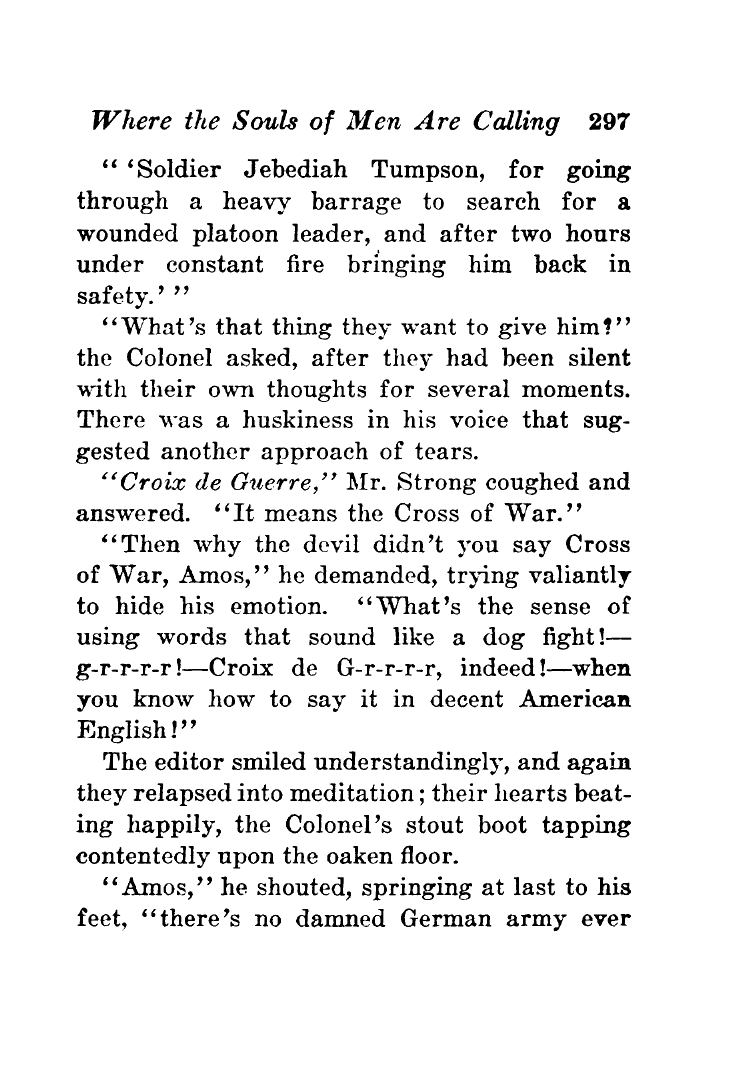 Where the Souls of Men Are Calling 297
“ ‘Soldier Jebediah Tumpson, for going
through a heavy barrage to search for a
wounded platoon leader, and after two hours
under constant fire bringing him back in
safety.’ ”
“What’s that thing they want to give him?”
the Colonel asked, after they had been silent
with their own thoughts for several moments.
There was a huskiness in his voice that sug-
gested another approach of tears.
“Croix de Guerre,” Mr. Strong coughed and
answered. “It means the Cross of War.”
“Then why the devil didn’t you say Cross
of War, Amos,” he demanded, trying valiantly
to hide his emotion. “What’s the sense of
using words that sound like a dog fight!—
g-r-r-r-r!—Croix de G-r-r-r-r, indeed!—when
you know how to say it in decent American
English!”
The editor smiled understandingly, and again
they relapsed into meditation; their hearts beat-
ing happily, the Colonel’s stout boot tapping
contentedly upon the oaken floor.
“Amos,” he shouted, springing at last to his
feet, “there’s no damned German army ever